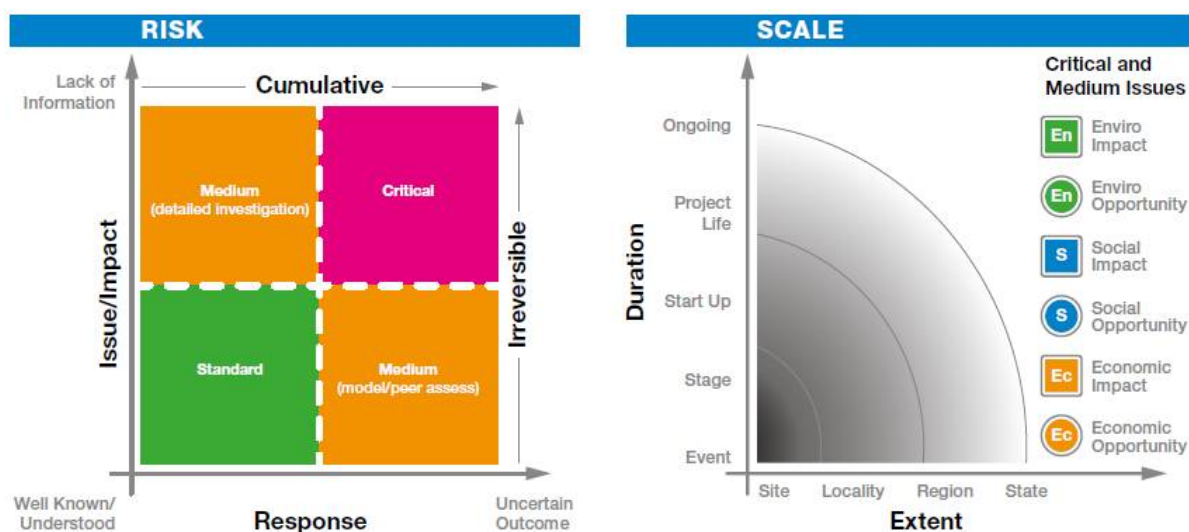 RISK
Lack of
Information
Cumulative
Medium
(detailed investigation)
Critical
Issue/Impact
Irreversible
Standard
Medium
(model/peer assess)
Well Known/
Understood
Response
Uncertain
Outcome
SCALE
Critical and
Medium Issues
Ongoing
Project
Life
Duration
Start Up
Stage
Event
Site
Locality
Region
State
Extent
En
Enviro
Impact
En
Enviro
Opportunity
S
Social
Impact
S
Social
Opportunity
Ec
Economic
Impact
Ec
Economic
Opportunity